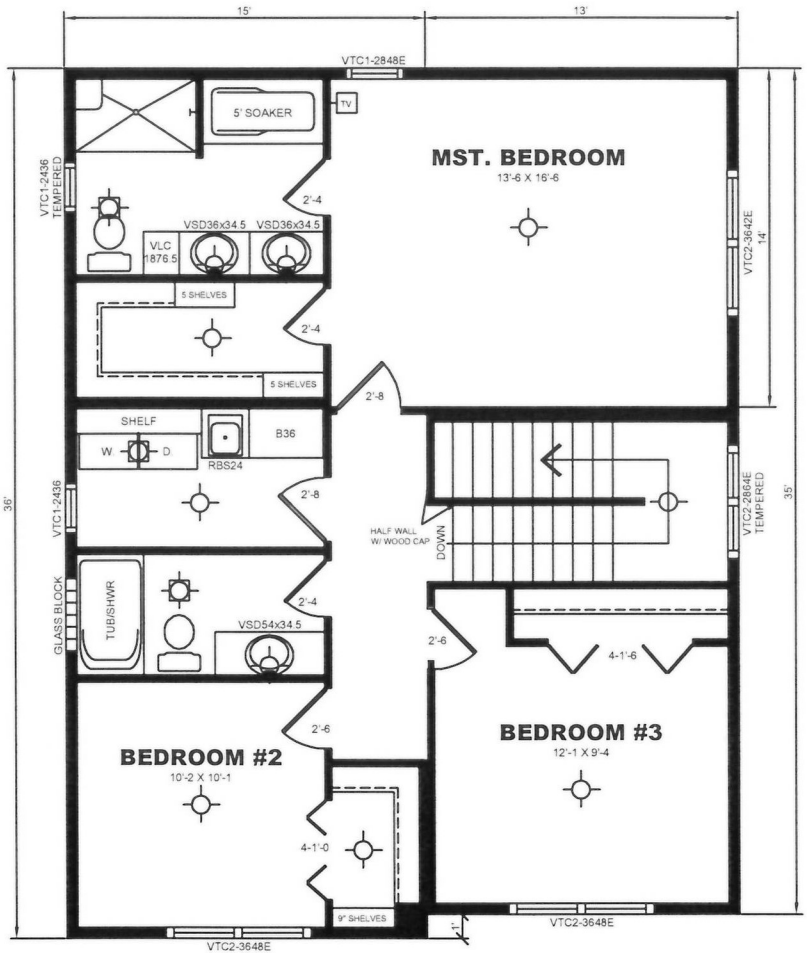 15'
13'
VTC1-2848E
5' SOAKER
TV
MST. BEDROOM
13'-6 X 16'-6
VTC1-2436
TEMPERED
2'-4
VSD36x34.5
VSD36x34.5
VLC
1876.5
VTC2-3642E
14'
5 SHELVES
2'-4
5 SHELVES
2'-8
SHELF
W.
D.
RBS24
B36
2'-8
VTC1-2436
36'
35'
VTC2-2864E
TEMPERED
HALF WALL
W/ WOOD CAP
DOWN
GLASS BLOCK
TUB/SHWR
2'-4
VSD54x34.5
2'-6
4-1'-6
2'-6
BEDROOM #2
10'-2 X 10'-1
BEDROOM #3
12'-1 X 9'-4
4-1'-0
9" SHELVES
VTC2-3648E
1'
VTC2-3648E